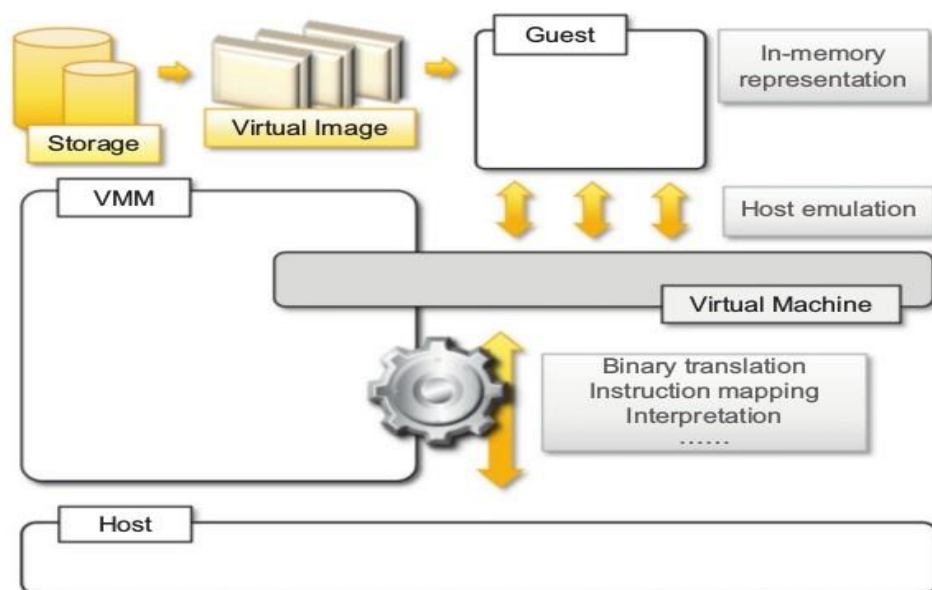 Guest
In-memory
representation
Storage
Virtual Image
VMM
Host emulation
Virtual Machine
Binary translation
Instruction mapping
Interpretation
......
Host